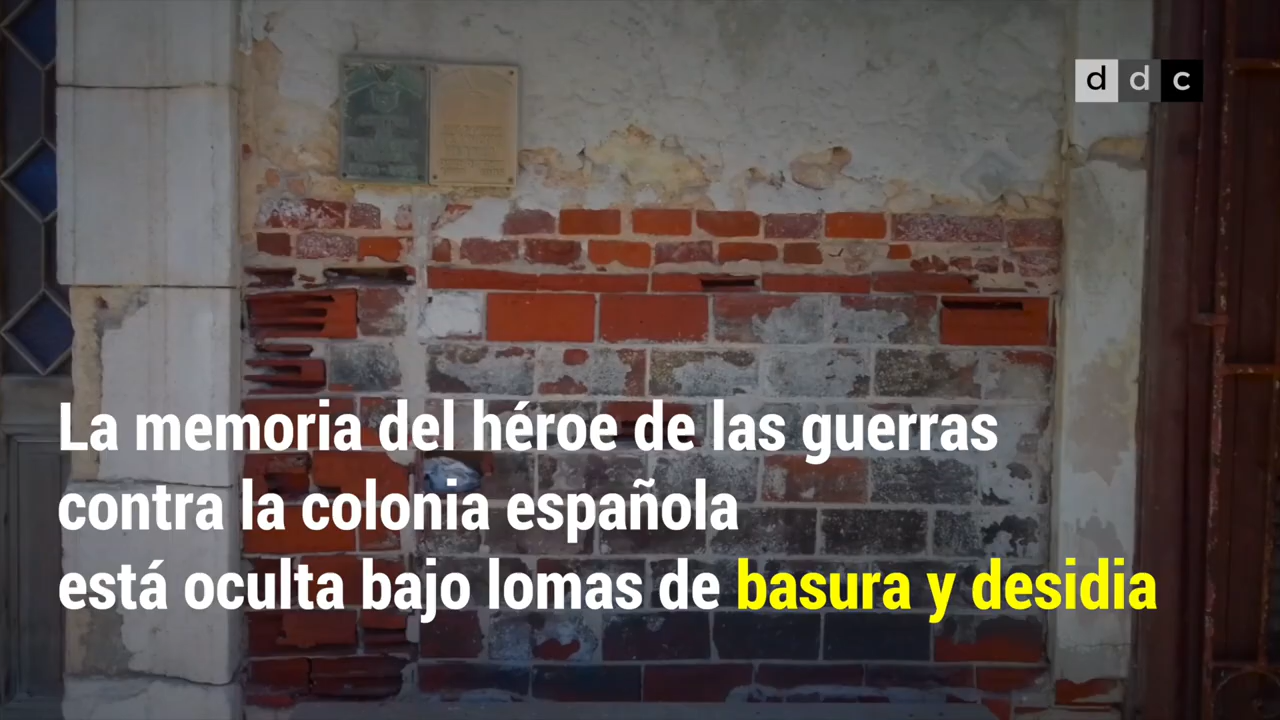 ddc
La memoria del héroe de las guerras
contra la colonia española
está oculta bajo lomas de basura y desidia